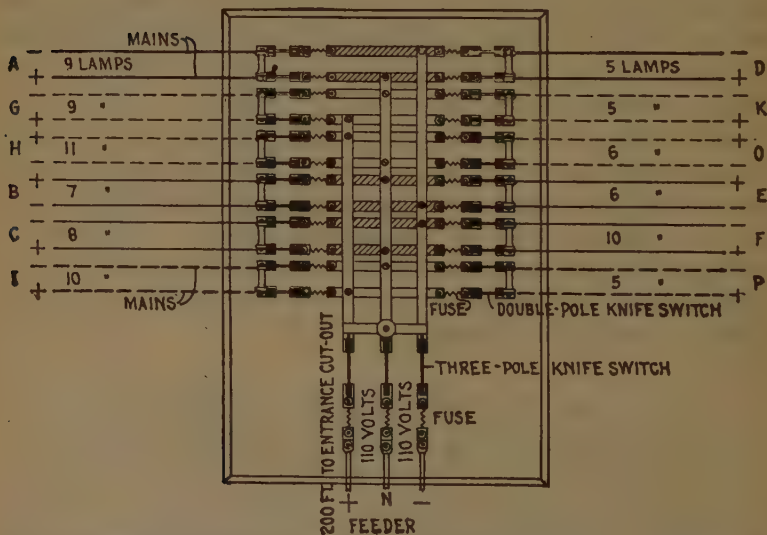 MAINS
− −
A 9 LAMPS 5 LAMPS D
+ +
− −
G 9 " 5 " K
+ +
+ +
H 11 " 6 " O
− −
+ +
B 7 " 6 " E
− −
− −
C 8 " 10 " F
+ +
− −
I 10 " 5 " P
+ +
MAINS
FUSE DOUBLE-POLE KNIFE SWITCH
THREE-POLE KNIFE SWITCH
200 FT. TO ENTRANCE CUT-OUT
110 VOLTS
110 VOLTS
FUSE
+ N −
FEEDER